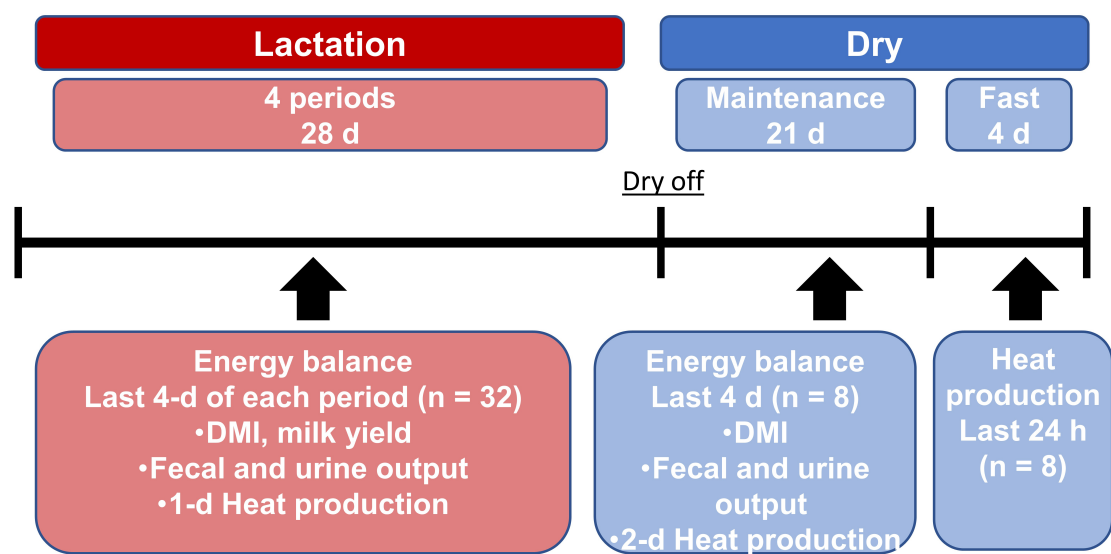 Lactation
Dry
4 periods
28 d
Maintenance
21 d
Fast
4 d
Dry off
Energy balance
Last 4-d of each period (n = 32)
•DMI, milk yield
•Fecal and urine output
•1-d Heat production
Energy balance
Last 4 d (n = 8)
•DMI
•Fecal and urine
output
•2-d Heat production
Heat
production
Last 24 h
(n = 8)